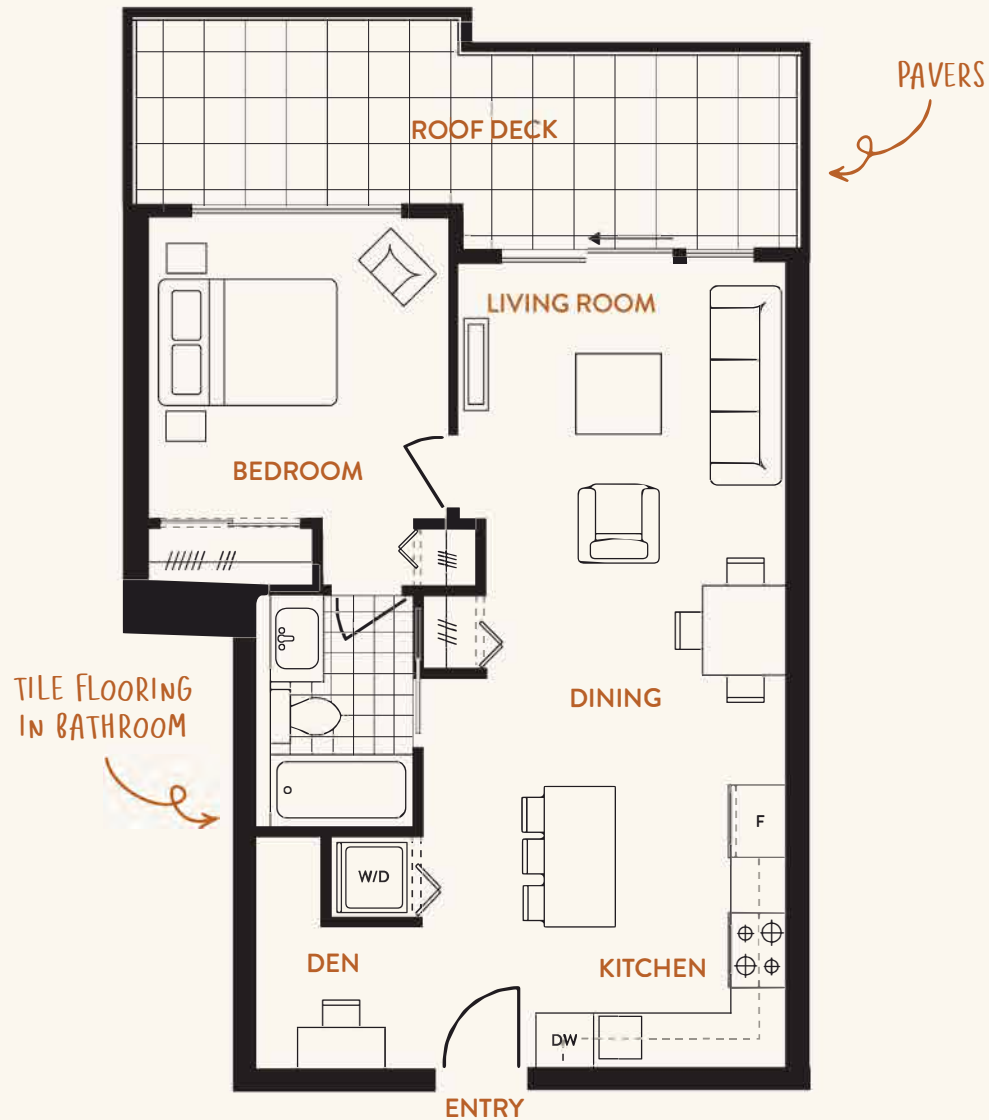 PAVERS
ROOF DECK
LIVING ROOM
BEDROOM
TILE FLOORING
IN BATHROOM
DINING
F
W/D
DEN
KITCHEN
DW
ENTRY